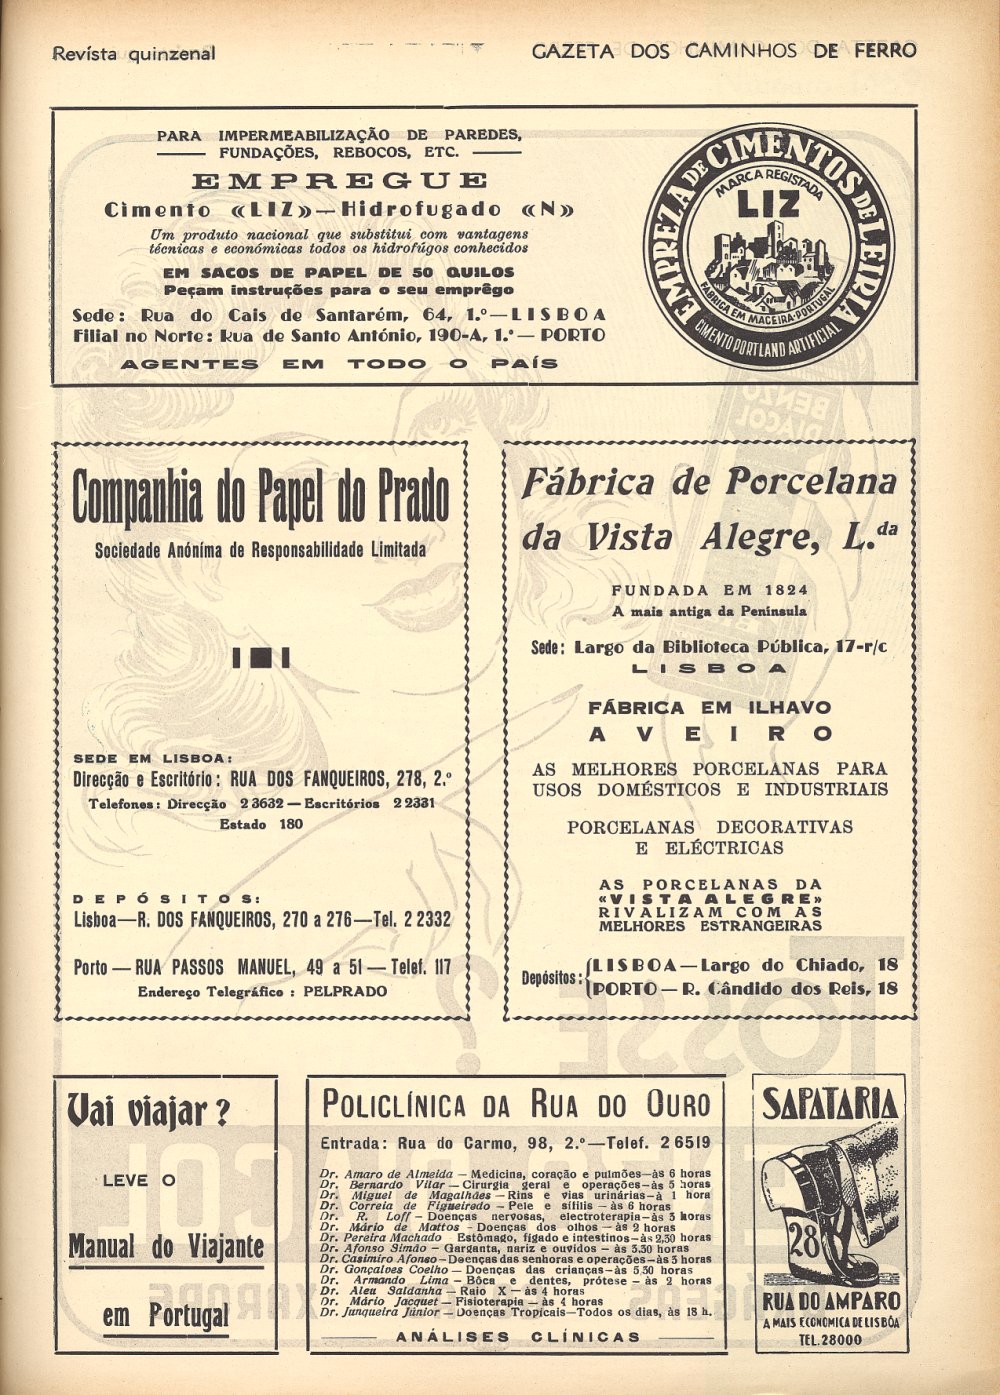 Revista quinzenal
GAZETA DOS CAMINHOS DE FERRO
PARA IMPERMEABILIZAÇÃO DE PAREDES,
FUNDAÇÕES, REBOCOS, ETC.
EMPREGUE
Cimento «LIZ»—Hidrofugado «N»
Um produto nacional que substitui com vantagens
técnicas e económicas todos os hidrofúgos conhecidos
EM SACOS DE PAPEL DE 50 QUILOS
Peçam instruções para o seu emprêgo
Sede: Rua do Cais de Santarém, 64, 1.º—LISBOA
Filial no Norte: Rua de Santo António, 190-A, 1.º—PORTO
AGENTES EM TODO O PAÍS
EMPREZA DE CIMENTOS DE LEIRIA
MARCA REGISTADA
LIZ
FABRICA EM MACEIRA-PORTUGAL
CIMENTO PORTLAND ARTIFICIAL
Companhia do Papel do Prado
Sociedade Anónima de Responsabilidade Limitada
SEDE EM LISBOA:
Direcção e Escritório: RUA DOS FANQUEIROS, 278, 2.º
Telefones: Direcção 2 3632 — Escritórios 2 2331
Estado 180
DEPÓSITOS:
Lisboa—R. DOS FANQUEIROS, 270 a 276—Tel. 2 2332
Porto — RUA PASSOS MANUEL, 49 a 51 — Telef. 117
Endereço Telegráfico : PELPRADO
Fábrica de Porcelana
da Vista Alegre, L.da
FUNDADA EM 1824
A mais antiga da Península
Sede: Largo da Biblioteca Pública, 17-r/c
LISBOA
FÁBRICA EM ILHAVO
AVEIRO
AS MELHORES PORCELANAS PARA
USOS DOMÉSTICOS E INDUSTRIAIS
PORCELANAS DECORATIVAS
E ELÉCTRICAS
AS PORCELANAS DA
«VISTA ALEGRE»
RIVALIZAM COM AS
MELHORES ESTRANGEIRAS
Depósitos: LISBOA—Largo do Chiado, 18
PORTO — R. Cândido dos Reis, 18
Vai viajar?
LEVE O
Manual do Viajante
em Portugal
POLICLÍNICA DA RUA DO OURO
Entrada: Rua do Carmo, 98, 2.º—Telef. 2 6519
Dr. Amaro de Almeida — Medicina, coração e pulmões—às 6 horas
Dr. Bernardo Vilar — Cirurgia geral e operações—às 5 horas
Dr. Miguel de Magalhães — Rins e vias urinárias—à 1 hora
Dr. Correia de Figueiredo — Pele e sífilis — às 6 horas
Dr. R. Loff — Doenças nervosas, electroterapia—às 3 horas
Dr. Mário de Mattos - Doenças dos olhos — às 2 horas
Dr. Pereira Machado - Estômago, fígado e intestinos—às 2,30 horas
Dr. Afonso Simão — Garganta, nariz e ouvidos — às 3,30 horas
Dr. Casimiro Afonso—Doenças das senhoras e operações—às 3 horas
Dr. Gonçaloes Coelho — Doenças das crianças—às 5,30 horas
Dr. Armando Lima — Bôca e dentes, prótese — às 2 horas
Dr. Aleu Saldanha — Raio X — às 4 horas
Dr. Mário Jacquet — Fisioterapia — às 4 horas
Dr. Junqueira Júnior — Doenças Tropicais—Todos os dias, às 18 h.
ANÁLISES CLÍNICAS
SAPATARIA
28
RUA DO AMPARO
A MAIS ECONOMICA DE LISBÔA
TEL. 28000